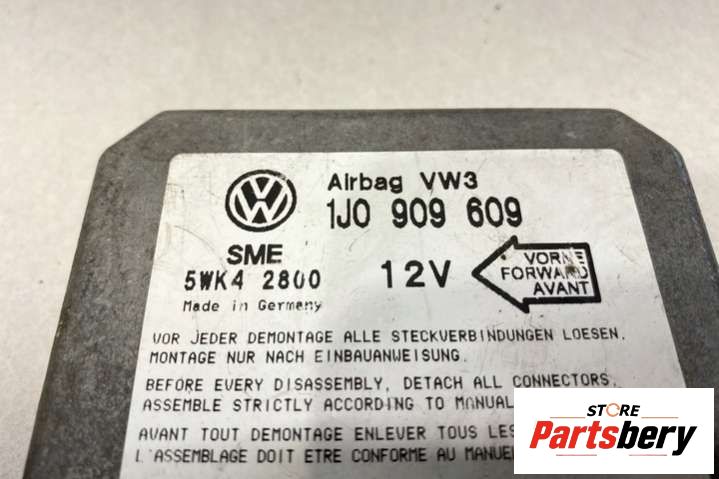 Airbag VW3
1J0 909 609
SME
5WK4 2800
12V
VORNE
FORWARD
AVANT
Made in Germany
VOR JEDER DEMONTAGE ALLE STECKVERBINDUNGEN LOESEN.
MONTAGE NUR NACH EINBAUANWEISUNG.
BEFORE EVERY DISASSEMBLY, DETACH ALL CONNECTORS.
ASSEMBLE STRICTLY ACCORDING TO MANUAL
AVANT TOUT DEMONTAGE ENLEVER TOUS LES
L'ASSEMBLAGE DOIT ETRE CONFORME AU
STORE
Partsbery